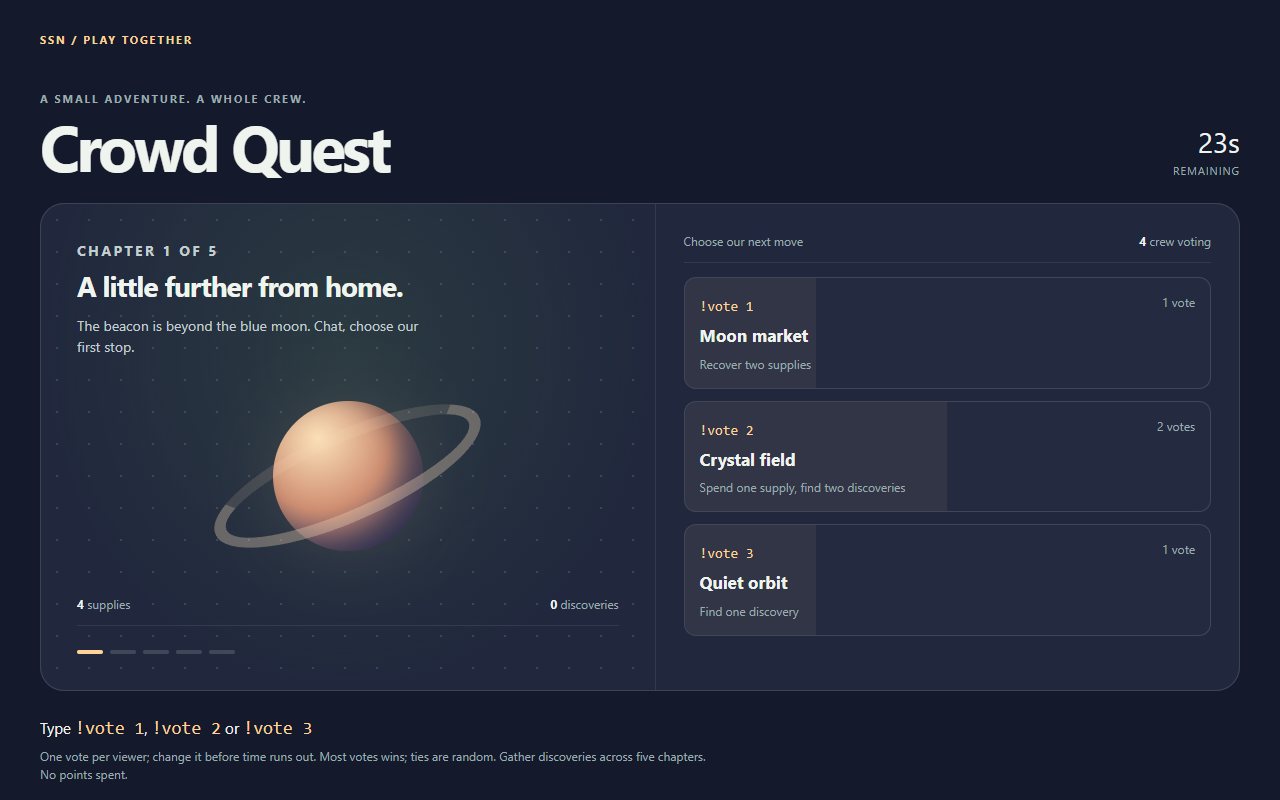 SSN / PLAY TOGETHER
A SMALL ADVENTURE. A WHOLE CREW.
Crowd Quest
23s
REMAINING
CHAPTER 1 OF 5
A little further from home.
The beacon is beyond the blue moon. Chat, choose our
first stop.
4 supplies
0 discoveries
Choose our next move
4 crew voting
!vote 1
1 vote
Moon market
Recover two supplies
!vote 2
2 votes
Crystal field
Spend one supply, find two discoveries
!vote 3
1 vote
Quiet orbit
Find one discovery
Type !vote 1, !vote 2 or !vote 3
One vote per viewer; change it before time runs out. Most votes wins; ties are random. Gather discoveries across five chapters.
No points spent.